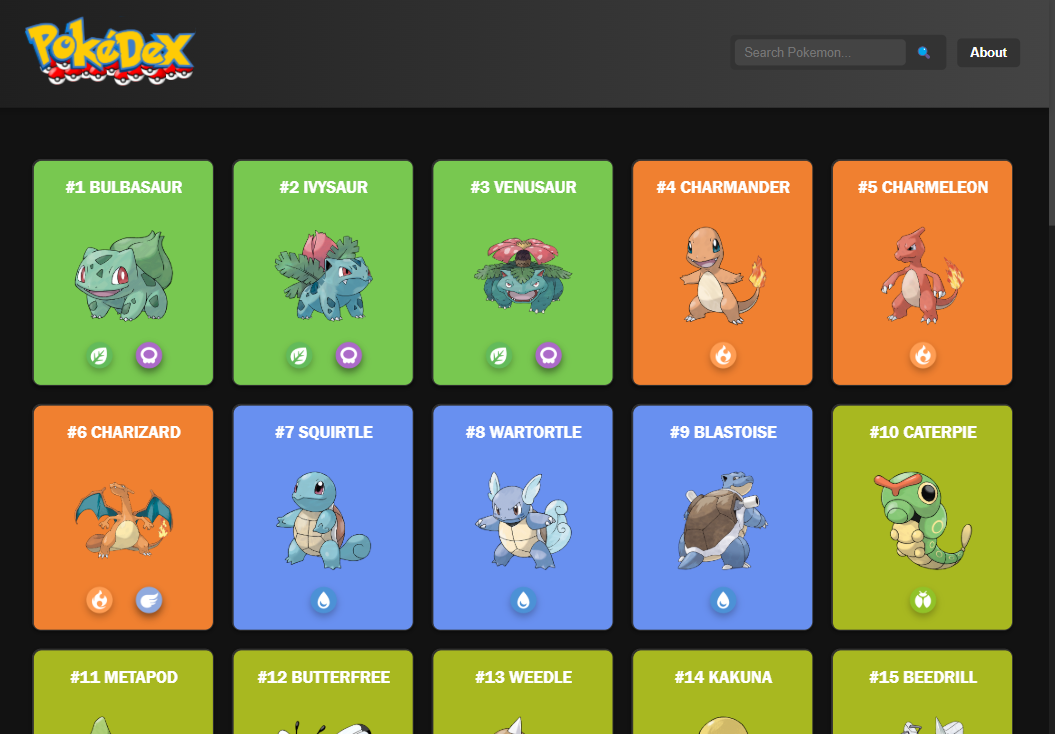 PokéDex
Search Pokemon...
About
#1 BULBASAUR
#2 IVYSAUR
#3 VENUSAUR
#4 CHARMANDER
#5 CHARMELEON
#6 CHARIZARD
#7 SQUIRTLE
#8 WARTORTLE
#9 BLASTOISE
#10 CATERPIE
#11 METAPOD
#12 BUTTERFREE
#13 WEEDLE
#14 KAKUNA
#15 BEEDRILL